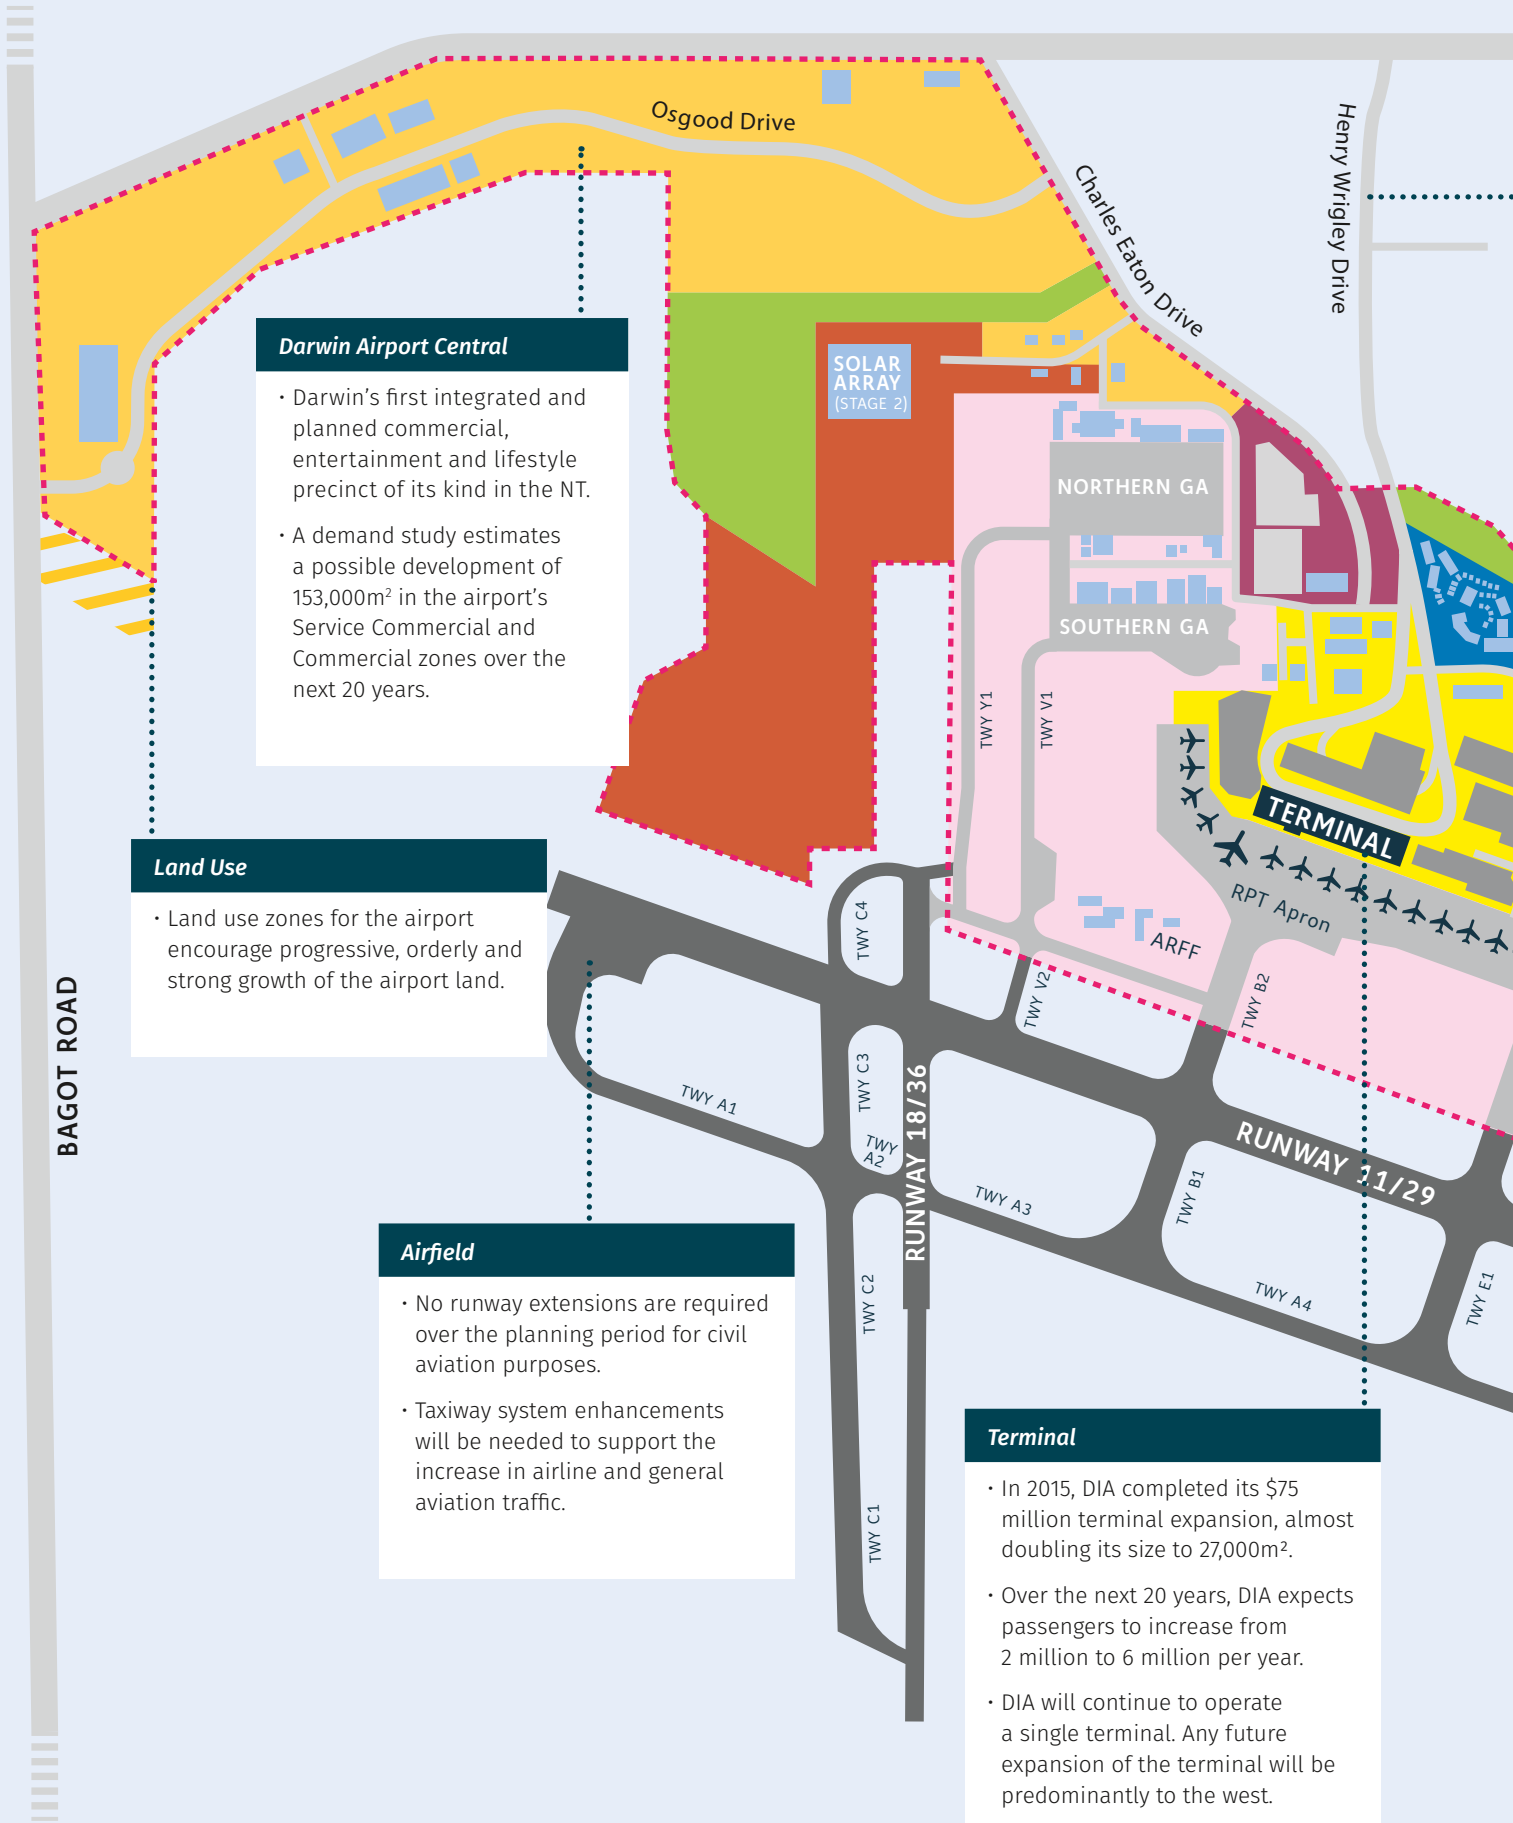 Osgood Drive
Charles Eaton Drive
Henry Wrigley Drive
Darwin Airport Central
• Darwin’s first integrated and
planned commercial,
entertainment and lifestyle
precinct of its kind in the NT.
• A demand study estimates
a possible development of
153,000m² in the airport’s
Service Commercial and
Commercial zones over the
next 20 years.
SOLAR
ARRAY
(STAGE 2)
NORTHERN GA
SOUTHERN GA
TWY Y1
TWY V1
TERMINAL
RPT Apron
ARFF
Land Use
• Land use zones for the airport
encourage progressive, orderly and
strong growth of the airport land.
BAGOT ROAD
TWY C4
TWY V2
TWY B2
TWY A1
TWY C3
TWY
A2
RUNWAY 18/36
RUNWAY 11/29
TWY A3
TWY B1
TWY A4
TWY E1
TWY C2
TWY C1
Airfield
• No runway extensions are required
over the planning period for civil
aviation purposes.
• Taxiway system enhancements
will be needed to support the
increase in airline and general
aviation traffic.
Terminal
• In 2015, DIA completed its $75
million terminal expansion, almost
doubling its size to 27,000m².
• Over the next 20 years, DIA expects
passengers to increase from
2 million to 6 million per year.
• DIA will continue to operate
a single terminal. Any future
expansion of the terminal will be
predominantly to the west.